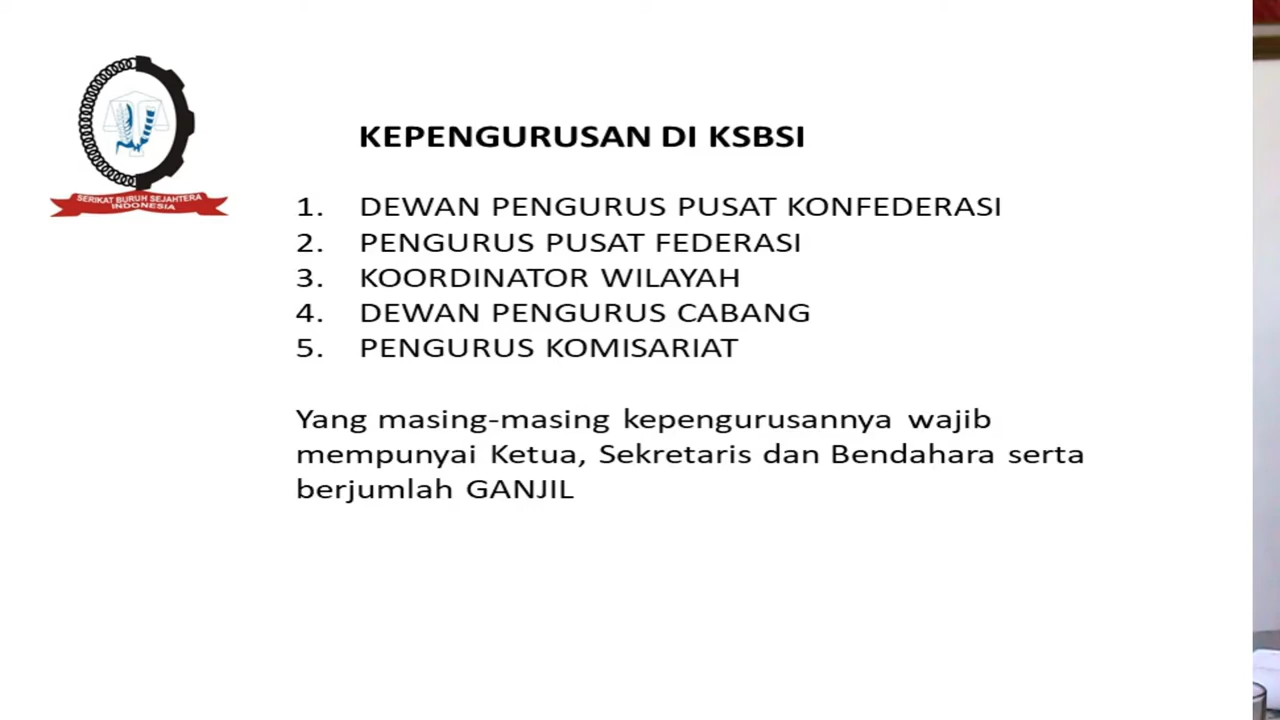 SERIKAT BURUH SEJAHTERA
INDONESIA
KEPENGURUSAN DI KSBSI
1. DEWAN PENGURUS PUSAT KONFEDERASI
2. PENGURUS PUSAT FEDERASI
3. KOORDINATOR WILAYAH
4. DEWAN PENGURUS CABANG
5. PENGURUS KOMISARIAT
Yang masing-masing kepengurusannya wajib
mempunyai Ketua, Sekretaris dan Bendahara serta
berjumlah GANJIL